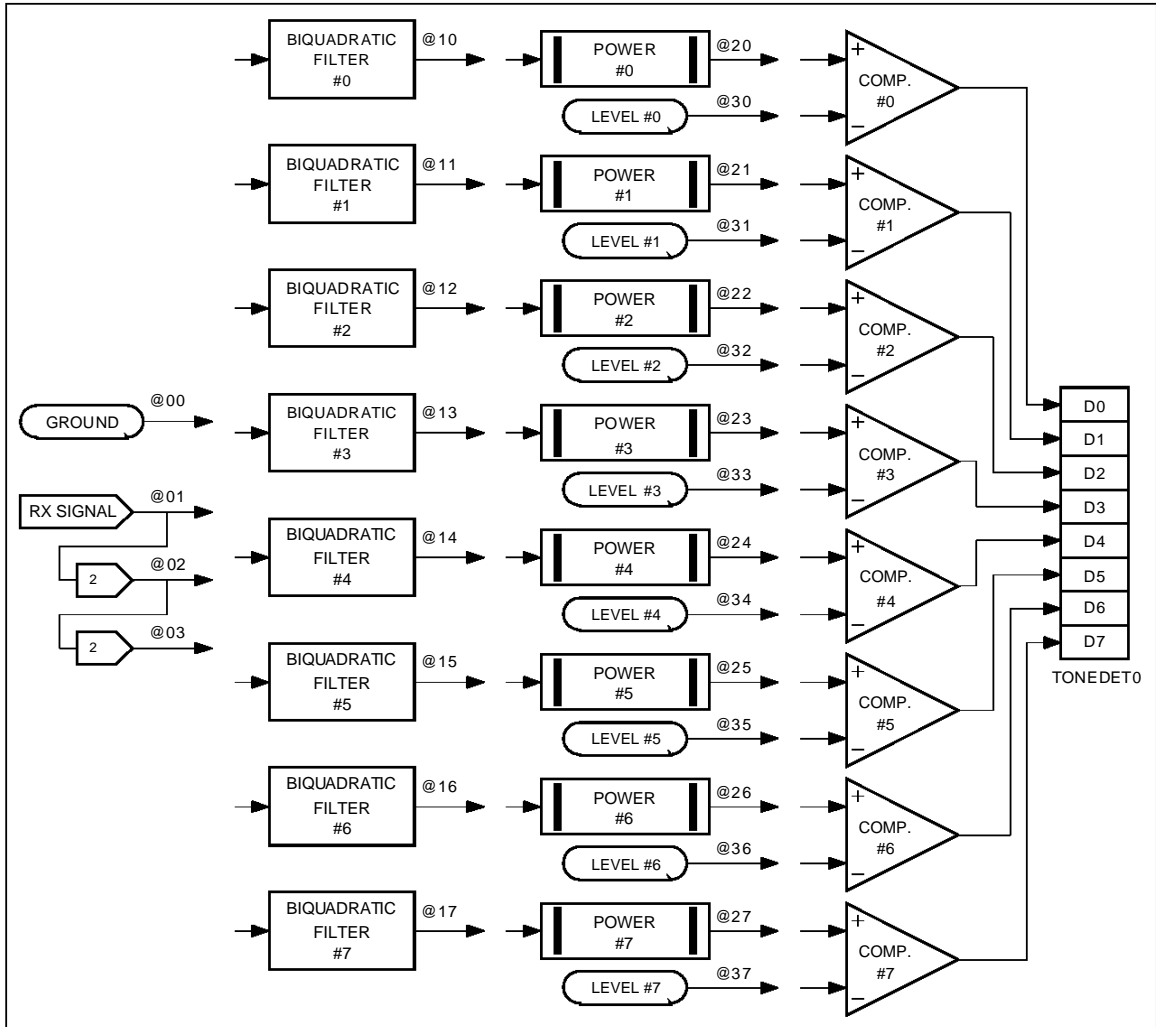 BIQUADRATIC
FILTER
#0
@10
POWER
#0
@20
LEVEL #0
@30
+
−
COMP.
#0
BIQUADRATIC
FILTER
#1
@11
POWER
#1
@21
LEVEL #1
@31
+
−
COMP.
#1
BIQUADRATIC
FILTER
#2
@12
POWER
#2
@22
LEVEL #2
@32
+
−
COMP.
#2
GROUND
@00
BIQUADRATIC
FILTER
#3
@13
POWER
#3
@23
LEVEL #3
@33
+
−
COMP.
#3
RX SIGNAL
@01
2
@02
2
@03
BIQUADRATIC
FILTER
#4
@14
POWER
#4
@24
LEVEL #4
@34
+
−
COMP.
#4
BIQUADRATIC
FILTER
#5
@15
POWER
#5
@25
LEVEL #5
@35
+
−
COMP.
#5
BIQUADRATIC
FILTER
#6
@16
POWER
#6
@26
LEVEL #6
@36
+
−
COMP.
#6
BIQUADRATIC
FILTER
#7
@17
POWER
#7
@27
LEVEL #7
@37
+
−
COMP.
#7
D0
D1
D2
D3
D4
D5
D6
D7
TONEDET0